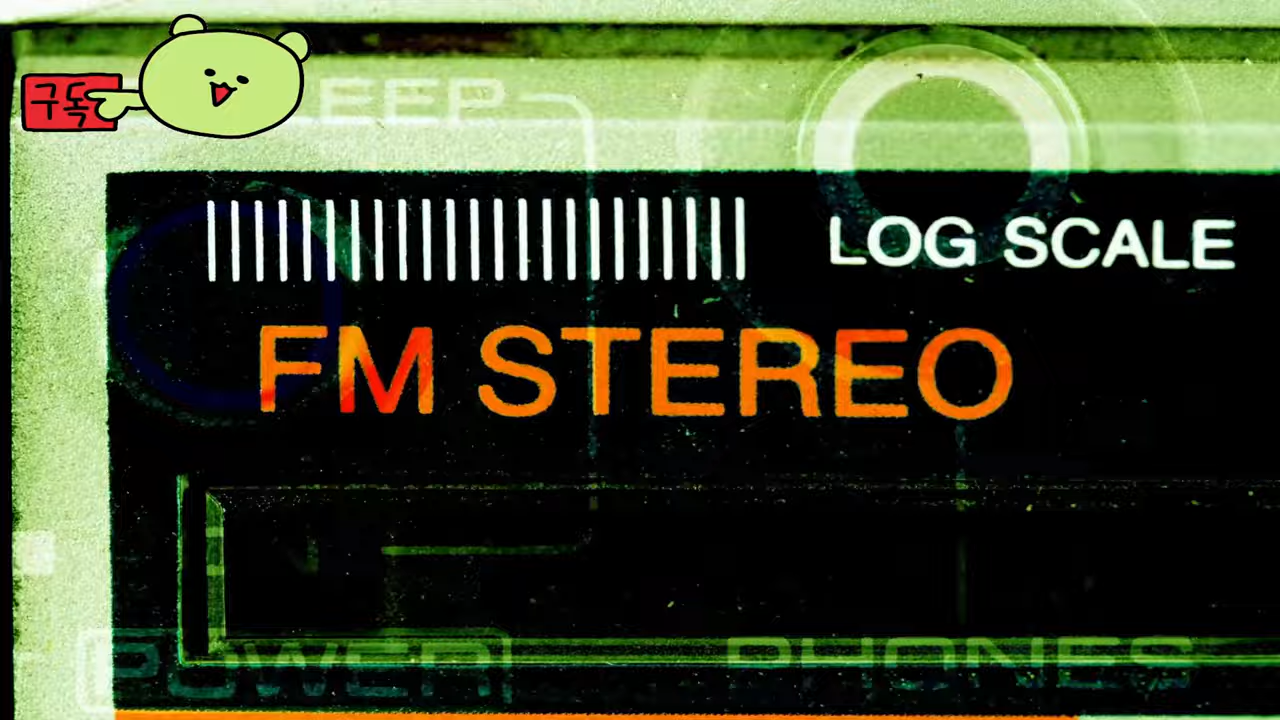 구독
LOG SCALE
FM STEREO
POWER
PHONES